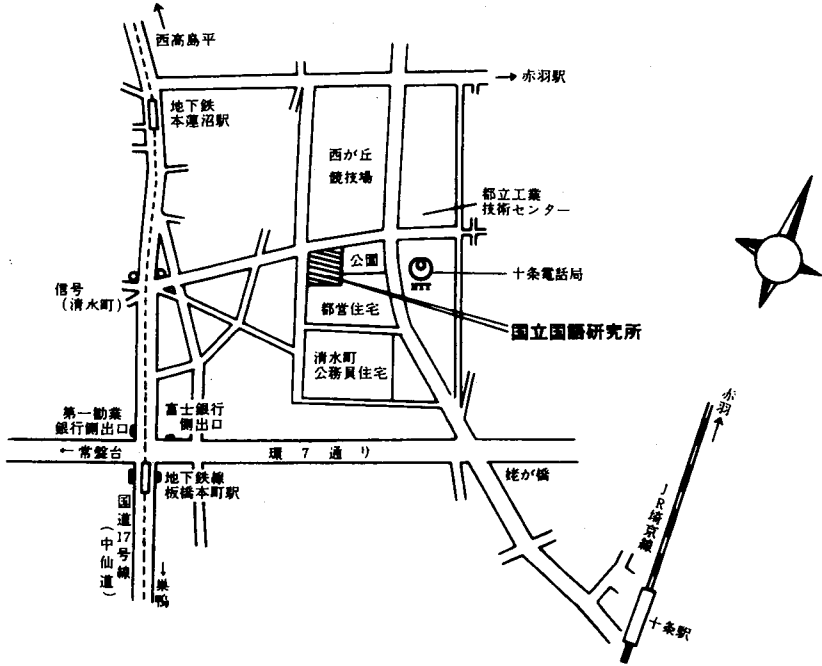 西高島平
赤羽駅
地下鉄
本蓮沼駅
西が丘
競技場
都立工業
技術センター
公園
十条電話局
NTT
信号
(清水町)
都営住宅
国立国語研究所
清水町
公務員住宅
第一勧業
銀行側出口
富士銀行
側出口
←常盤台
環7通り
地下鉄線
板橋本町駅
姥が橋
国道17号線
(中仙道)
巣鴨
赤羽
JR埼京線
十条駅